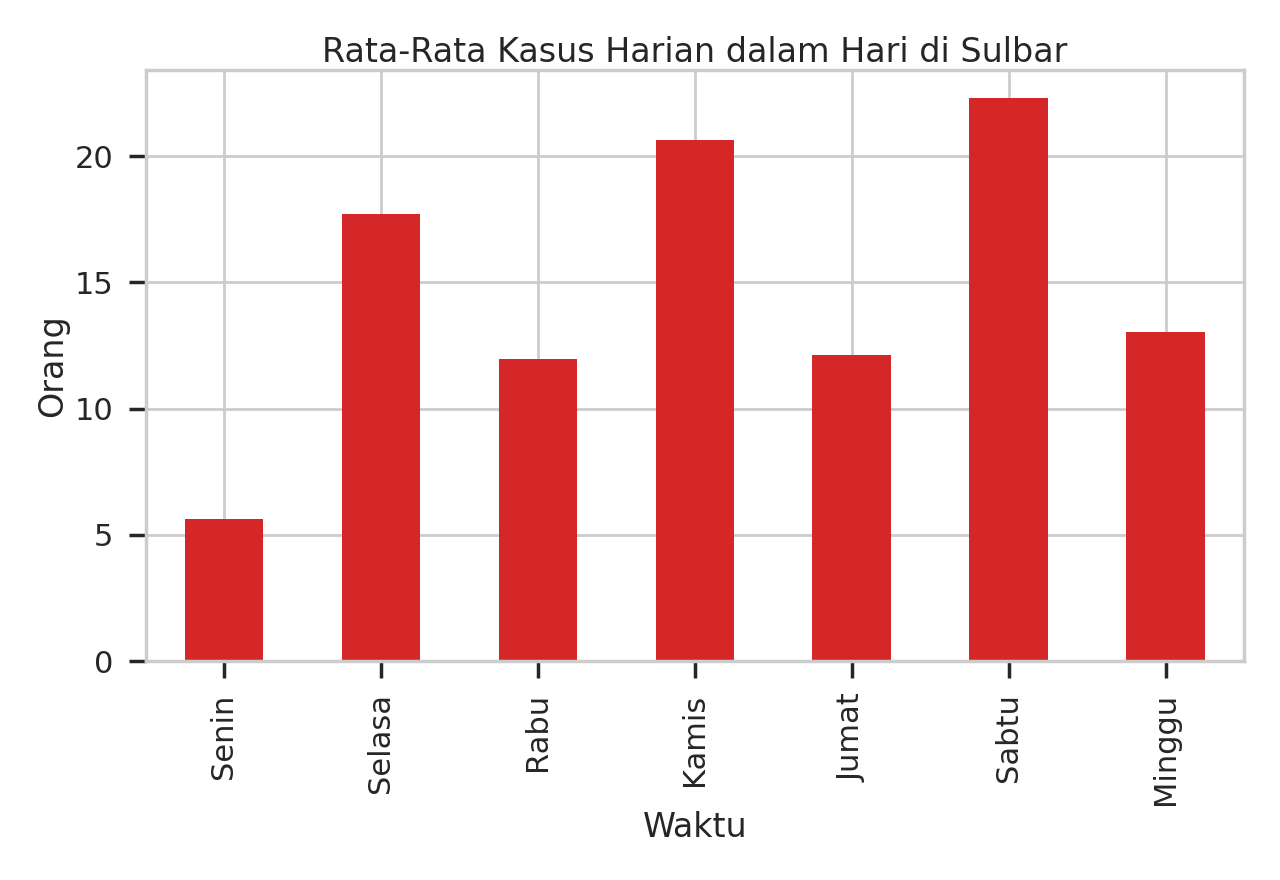 Rata-Rata Kasus Harian dalam Hari di Sulbar
Orang
20
15
10
5
0
Senin
Selasa
Rabu
Kamis
Jumat
Sabtu
Minggu
Waktu